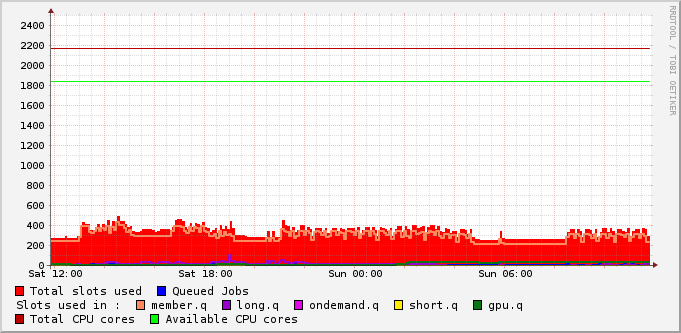 2400
2200
2000
1800
1600
1400
1200
1000
800
600
400
200
0
Sat 12:00 Sat 18:00 Sun 00:00 Sun 06:00
Total slots used Queued Jobs
Slots used in : member.q long.q ondemand.q short.q gpu.q
Total CPU cores Available CPU cores
RRDTOOL / TOBI OETIKER